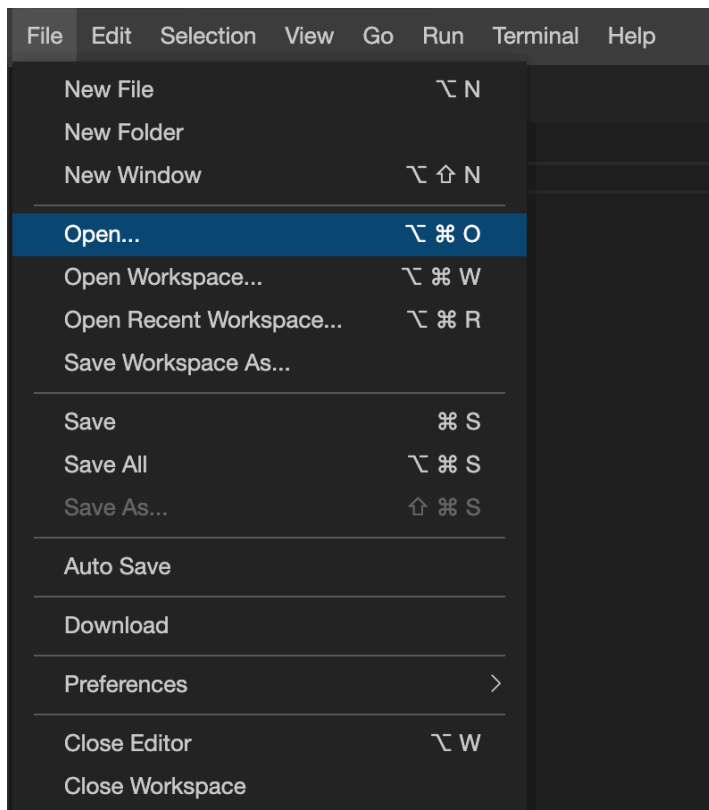 File Edit Selection View Go Run Terminal Help
New File ⌥ N
New Folder
New Window ⌥ ⇧ N
Open... ⌥ ⌘ O
Open Workspace... ⌥ ⌘ W
Open Recent Workspace... ⌥ ⌘ R
Save Workspace As...
Save ⌘ S
Save All ⌥ ⌘ S
Save As... ⇧ ⌘ S
Auto Save
Download
Preferences
Close Editor ⌥ W
Close Workspace